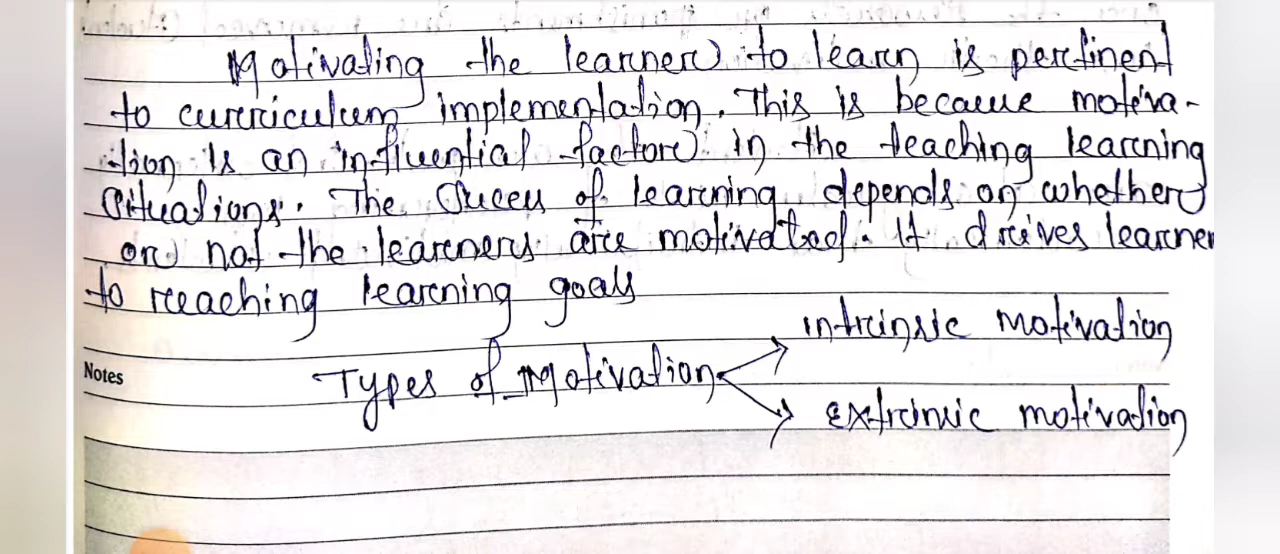 Motivating the learner to learn is pertinent
to curriculum implementation. This is because motiva-
-tion is an influential factor in the teaching learning
situations. The Succes of learning depends on whether
or not the learners are motivated. It drives learner
to reaching learning goals
intrinsic motivation
Notes
Types of Motivation
extrinsic motivation